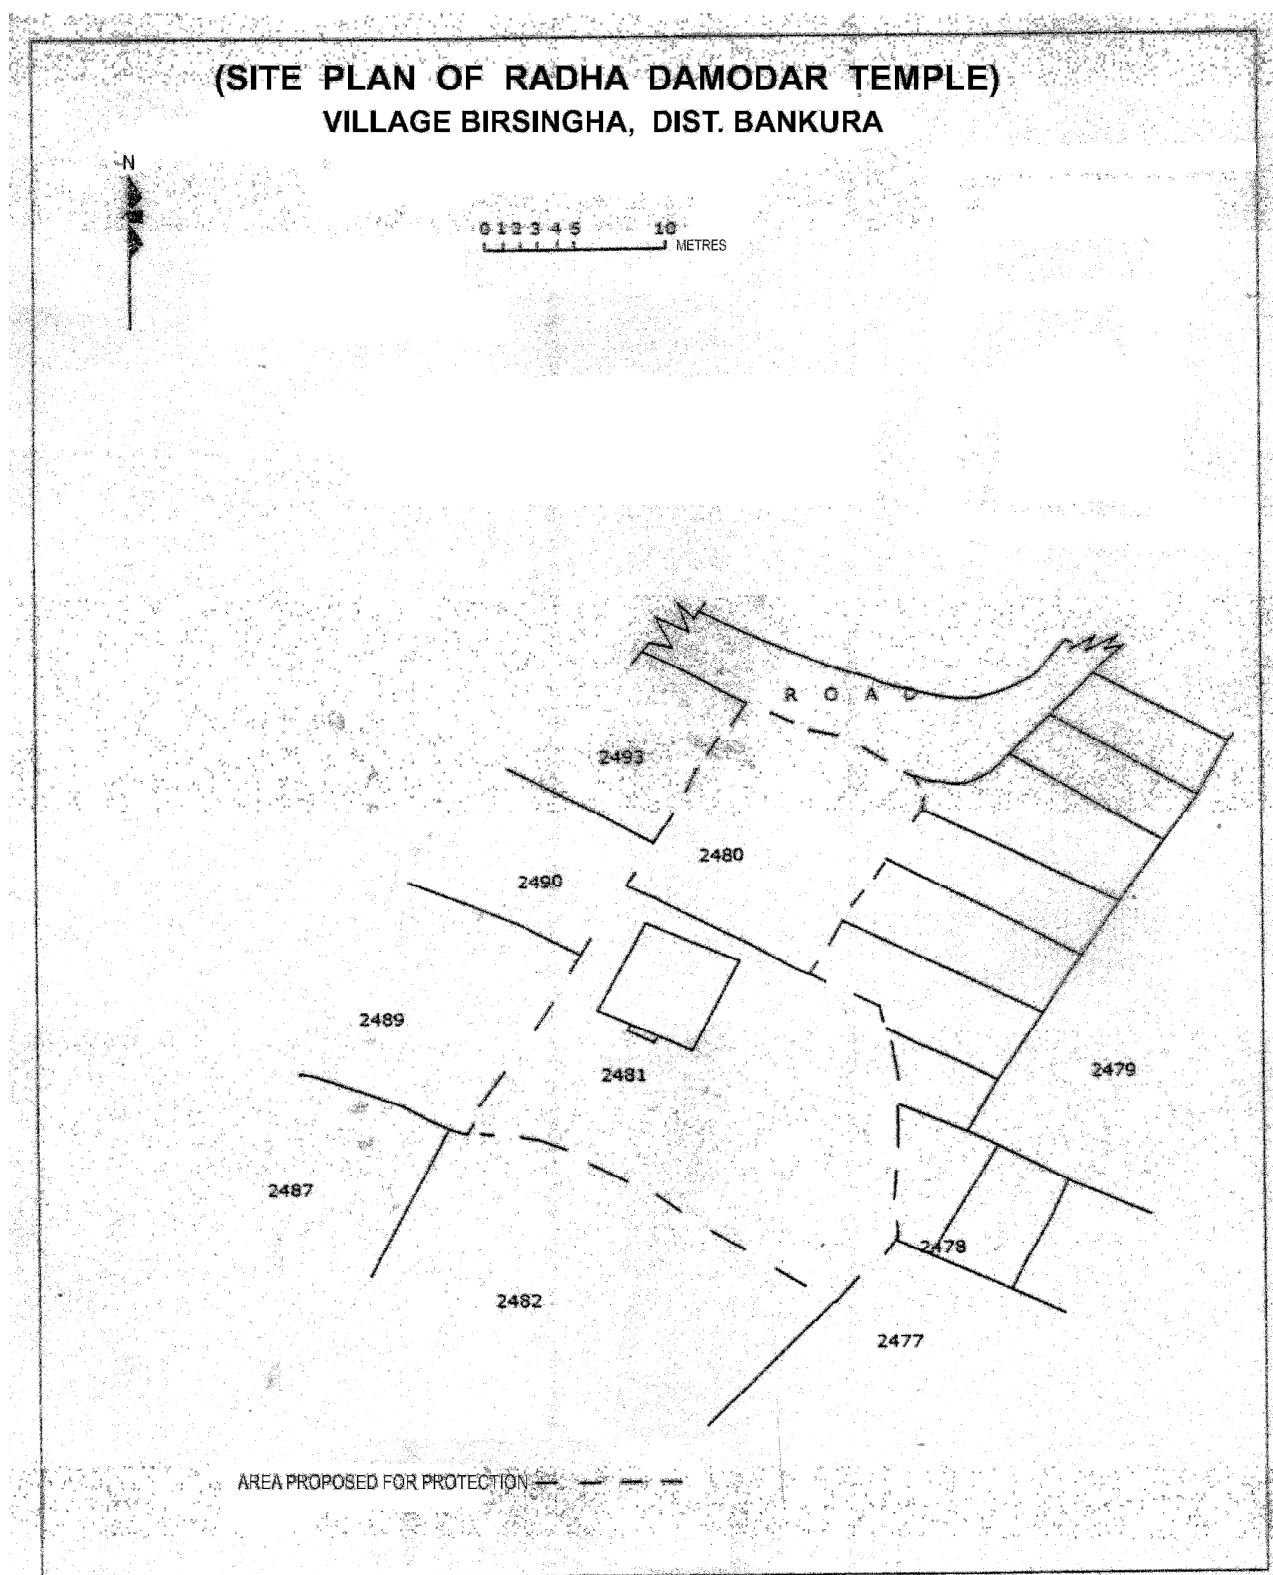 (SITE PLAN OF RADHA DAMODAR TEMPLE)
VILLAGE BIRSINGHA, DIST. BANKURA
N
0 1 2 3 4 5 10
METRES
R O A D
2493
2480
2490
2489
2481
2479
2487
2478
2482
2477
AREA PROPOSED FOR PROTECTION